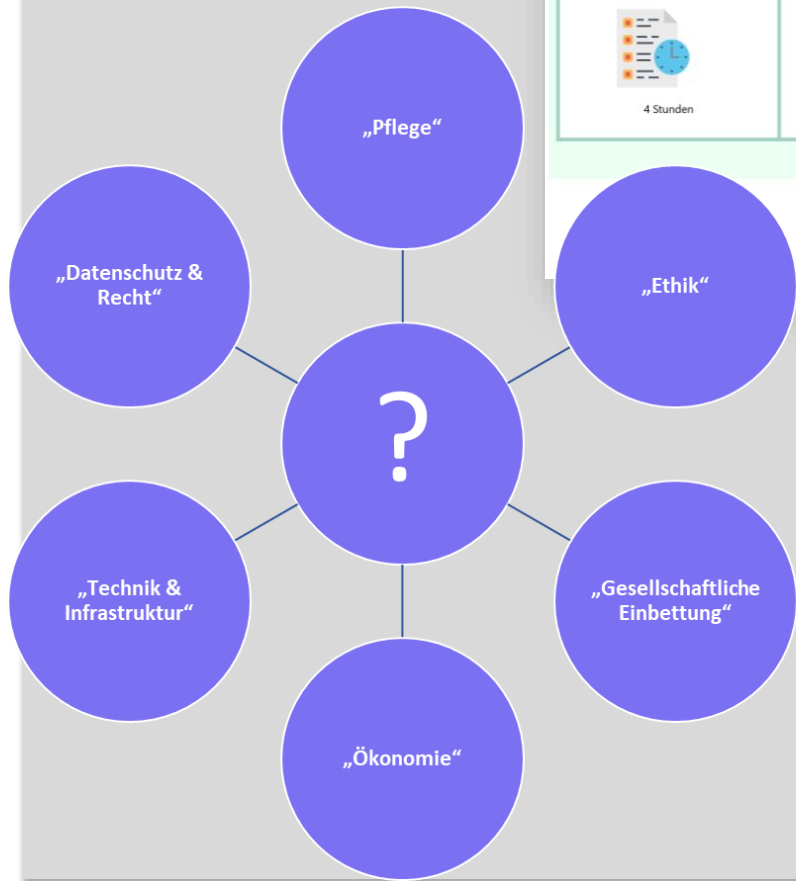 4 Stunden
„Pflege“
„Datenschutz &
Recht“
„Ethik“
?
„Technik &
Infrastruktur“
„Gesellschaftliche
Einbettung“
„Ökonomie“